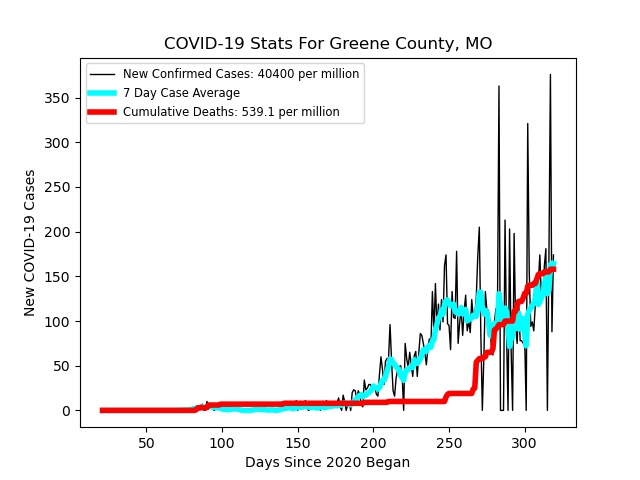 COVID-19 Stats For Greene County, MO
New Confirmed Cases: 40400 per million
7 Day Case Average
Cumulative Deaths: 539.1 per million
New COVID-19 Cases
350
300
250
200
150
100
50
0
50 100 150 200 250 300
Days Since 2020 Began